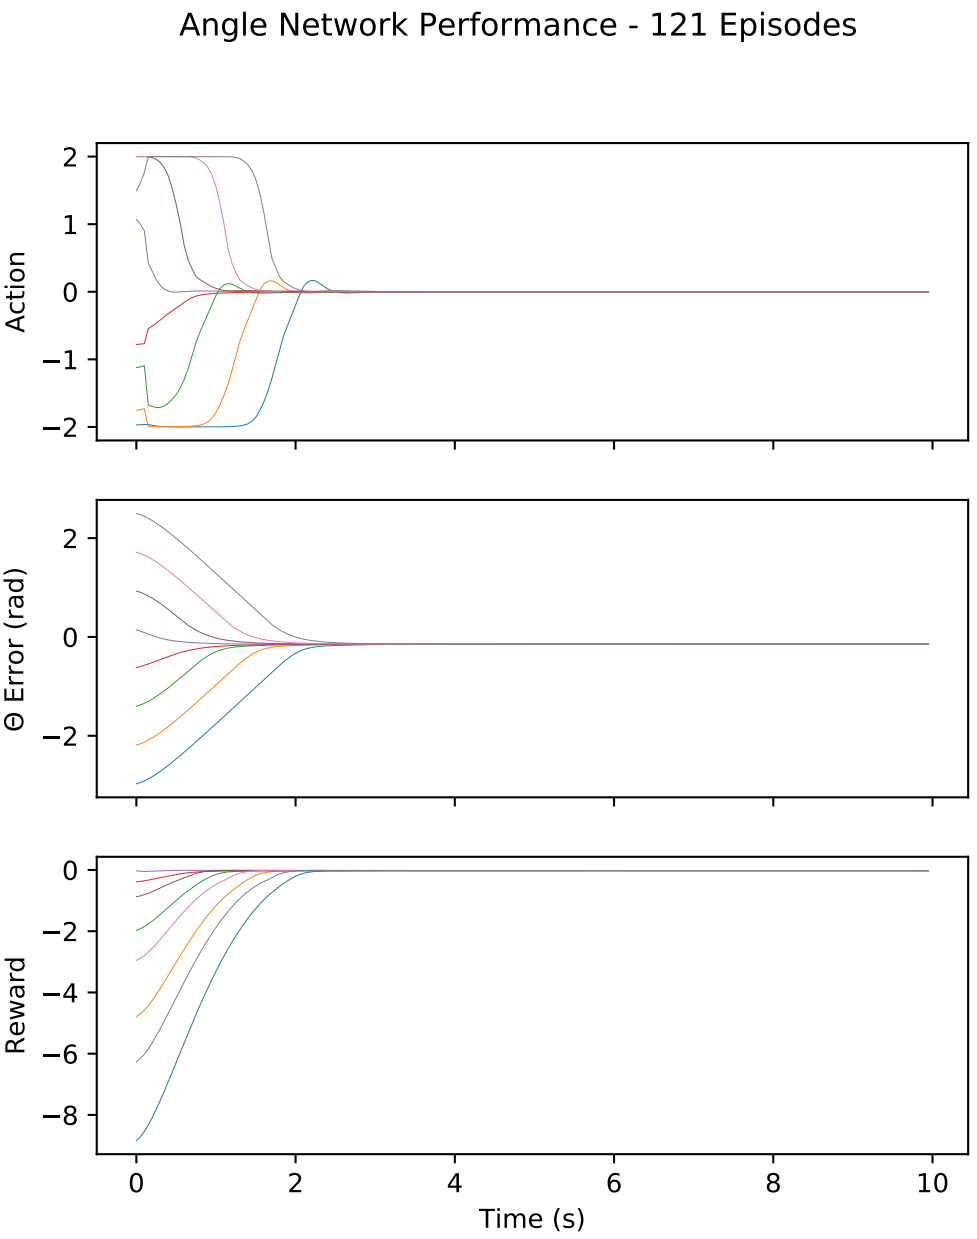 Angle Network Performance - 121 Episodes
2
1
0
−1
−2
Action
2
0
−2
Θ Error (rad)
0
−2
−4
−6
−8
Reward
0 2 4 6 8 10
Time (s)